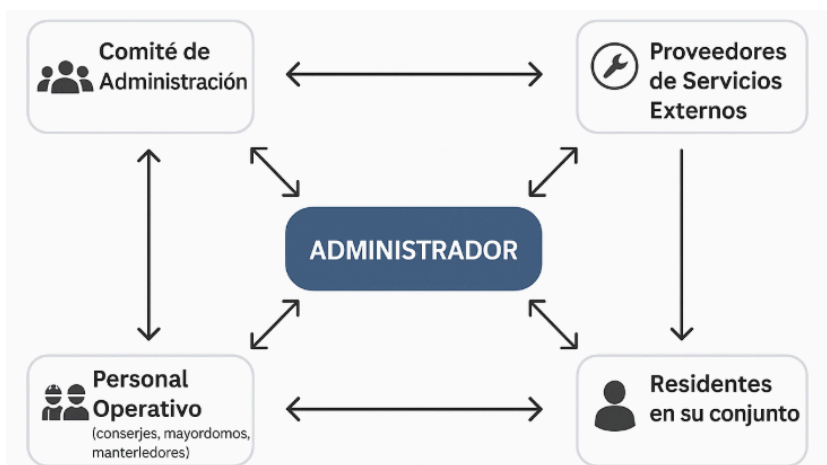 Comité de
Administración
Proveedores
de Servicios
Externos
ADMINISTRADOR
Personal
Operativo
(conserjes, mayordomos,
manterledores)
Residentes
en su conjunto